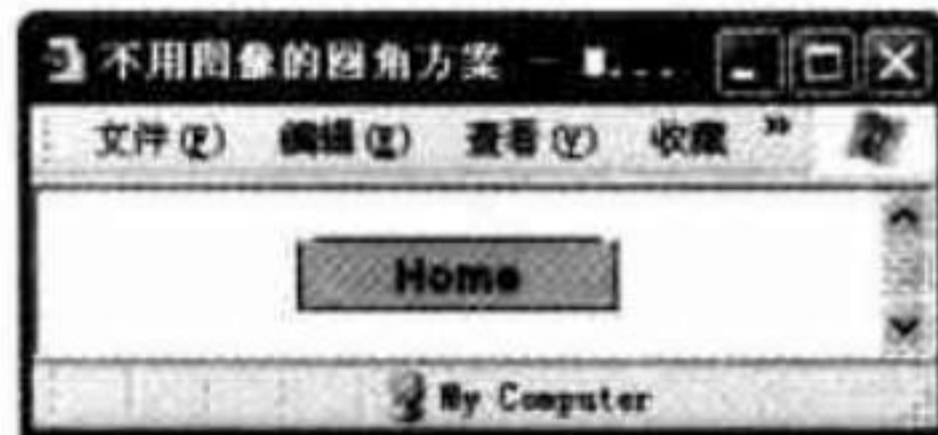 不用图像的圆角方案 - M....
文件(F) 编辑(E) 查看(V) 收藏 »
Home
My Computer